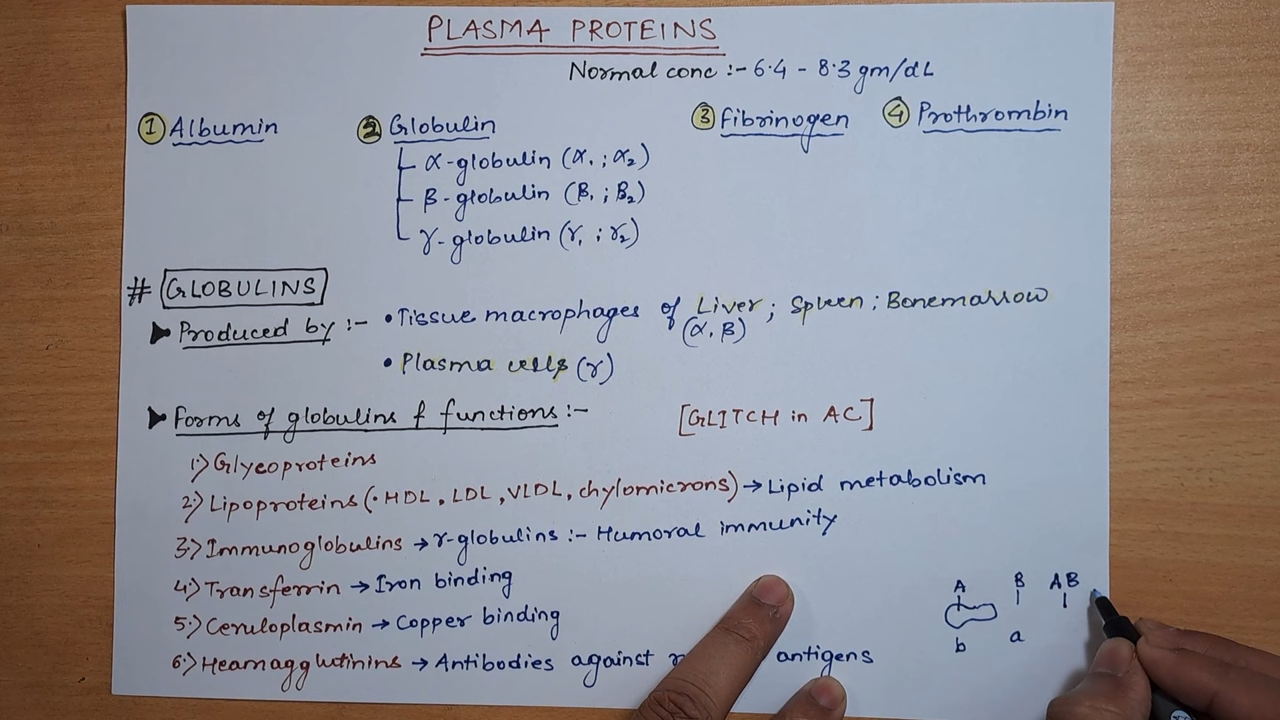 PLASMA PROTEINS
Normal conc :- 6.4 - 8.3 gm/dL
1 Albumin 2 Globulin 3 Fibrinogen 4 Prothrombin
α-globulin (α₁ ; α₂)
β-globulin (β₁ ; β₂)
γ-globulin (γ₁ ; γ₂)
# GLOBULINS
Produced by :- • Tissue macrophages of Liver ; Spleen ; Bonemarrow
(α, β)
• Plasma cells (γ)
Forms of globulins & functions :- [GLITCH in AC]
1.) Glycoproteins
2.) Lipoproteins (• HDL, LDL, VLDL, chylomicrons) → Lipid metabolism
3.) Immunoglobulins → γ-globulins :- Humoral immunity
4.) Transferrin → Iron binding
5.) Ceruloplasmin → Copper binding
6.) Heamagglutinins → Antibodies against antigens
A B AB
b a